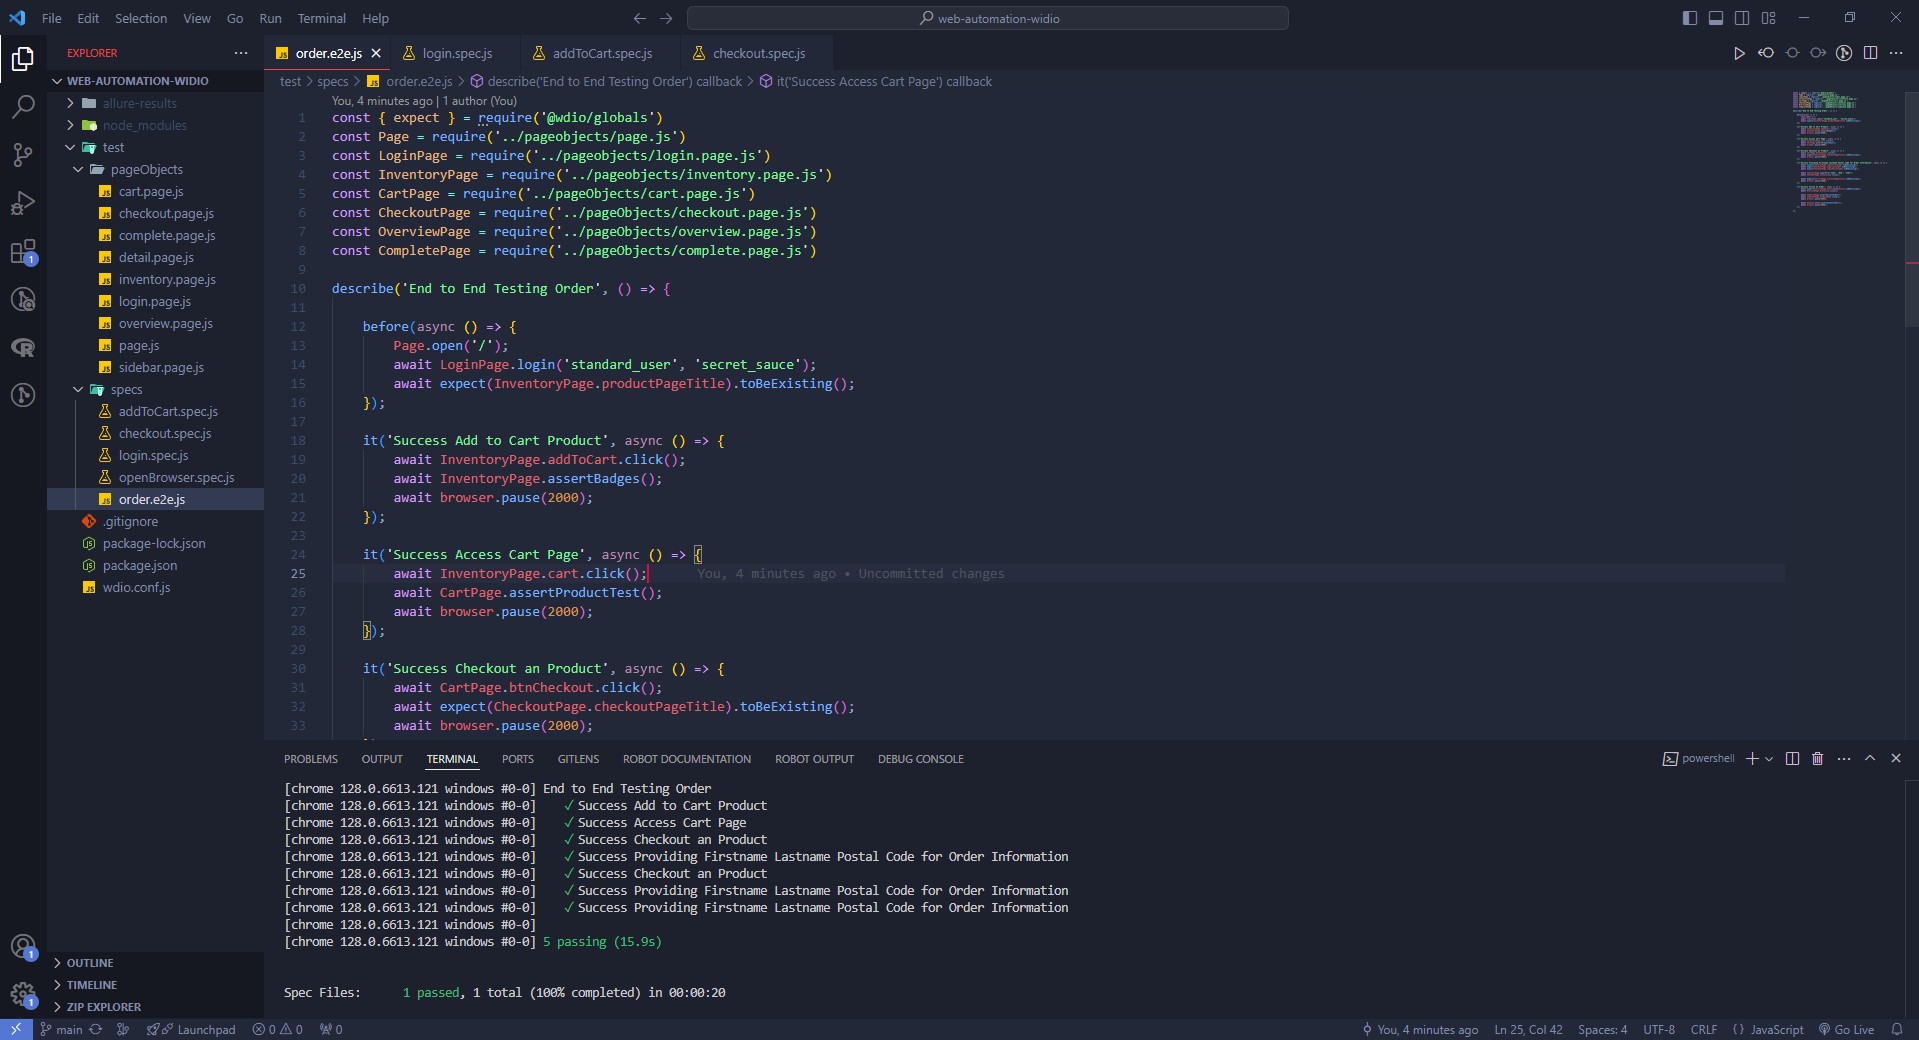 File Edit Selection View Go Run Terminal Help
web-automation-widio
EXPLORER
WEB-AUTOMATION-WIDIO
allure-results
node_modules
test
pageObjects
cart.page.js
checkout.page.js
complete.page.js
detail.page.js
inventory.page.js
login.page.js
overview.page.js
page.js
sidebar.page.js
specs
addToCart.spec.js
checkout.spec.js
login.spec.js
openBrowser.spec.js
order.e2e.js
.gitignore
package-lock.json
package.json
wdio.conf.js
OUTLINE
TIMELINE
ZIP EXPLORER
order.e2e.js login.spec.js addToCart.spec.js checkout.spec.js
test > specs > order.e2e.js > describe('End to End Testing Order') callback > it('Success Access Cart Page') callback
You, 4 minutes ago | 1 author (You)
1 const { expect } = require('@wdio/globals')
2 const Page = require('../pageobjects/page.js')
3 const LoginPage = require('../pageobjects/login.page.js')
4 const InventoryPage = require('../pageobjects/inventory.page.js')
5 const CartPage = require('../pageObjects/cart.page.js')
6 const CheckoutPage = require('../pageObjects/checkout.page.js')
7 const OverviewPage = require('../pageObjects/overview.page.js')
8 const CompletePage = require('../pageObjects/complete.page.js')
9
10 describe('End to End Testing Order', () => {
11
12 before(async () => {
13 Page.open('/');
14 await LoginPage.login('standard_user', 'secret_sauce');
15 await expect(InventoryPage.productPageTitle).toBeExisting();
16 });
17
18 it('Success Add to Cart Product', async () => {
19 await InventoryPage.addToCart.click();
20 await InventoryPage.assertBadges();
21 await browser.pause(2000);
22 });
23
24 it('Success Access Cart Page', async () => {
25 await InventoryPage.cart.click(); You, 4 minutes ago • Uncommitted changes
26 await CartPage.assertProductTest();
27 await browser.pause(2000);
28 });
29
30 it('Success Checkout an Product', async () => {
31 await CartPage.btnCheckout.click();
32 await expect(CheckoutPage.checkoutPageTitle).toBeExisting();
33 await browser.pause(2000);
PROBLEMS OUTPUT TERMINAL PORTS GITLENS ROBOT DOCUMENTATION ROBOT OUTPUT DEBUG CONSOLE powershell
[chrome 128.0.6613.121 windows #0-0] End to End Testing Order
[chrome 128.0.6613.121 windows #0-0] ✓ Success Add to Cart Product
[chrome 128.0.6613.121 windows #0-0] ✓ Success Access Cart Page
[chrome 128.0.6613.121 windows #0-0] ✓ Success Checkout an Product
[chrome 128.0.6613.121 windows #0-0] ✓ Success Providing Firstname Lastname Postal Code for Order Information
[chrome 128.0.6613.121 windows #0-0] ✓ Success Checkout an Product
[chrome 128.0.6613.121 windows #0-0] ✓ Success Providing Firstname Lastname Postal Code for Order Information
[chrome 128.0.6613.121 windows #0-0] ✓ Success Providing Firstname Lastname Postal Code for Order Information
[chrome 128.0.6613.121 windows #0-0]
[chrome 128.0.6613.121 windows #0-0] 5 passing (15.9s)
Spec Files: 1 passed, 1 total (100% completed) in 00:00:20
main Launchpad 0 0 0 You, 4 minutes ago Ln 25, Col 42 Spaces: 4 UTF-8 CRLF {} JavaScript Go Live